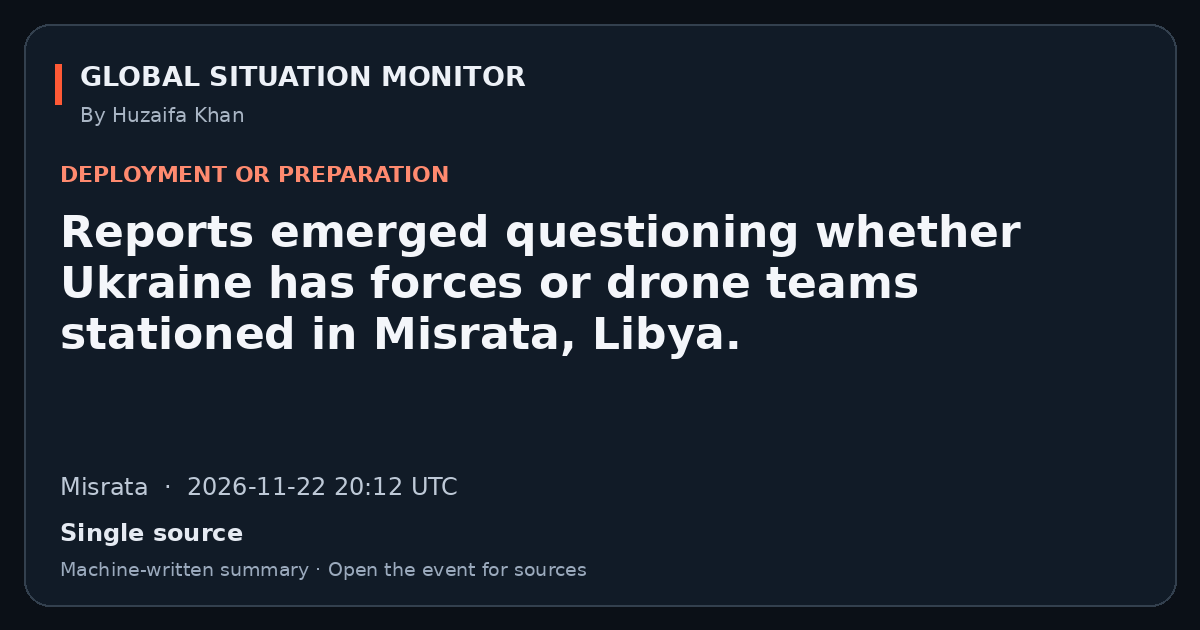 GLOBAL SITUATION MONITOR
By Huzaifa Khan
DEPLOYMENT OR PREPARATION
Reports emerged questioning whether
Ukraine has forces or drone teams
stationed in Misrata, Libya.
Misrata · 2026-11-22 20:12 UTC
Single source
Machine-written summary · Open the event for sources